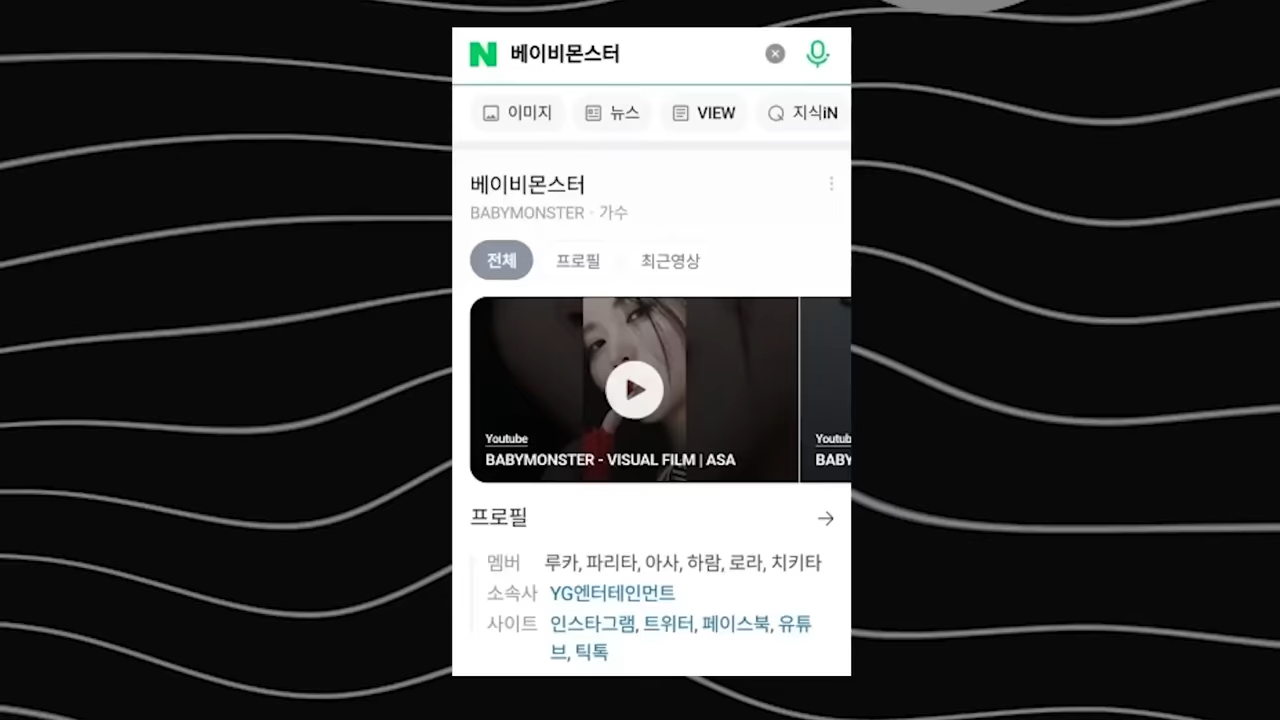 N 베이비몬스터
이미지 뉴스 VIEW 지식iN
베이비몬스터
BABYMONSTER · 가수
전체 프로필 최근영상
Youtube
BABYMONSTER - VISUAL FILM | ASA
Youtub
BABY
프로필
멤버 루카, 파리타, 아사, 하람, 로라, 치키타
소속사 YG엔터테인먼트
사이트 인스타그램, 트위터, 페이스북, 유튜
브, 틱톡